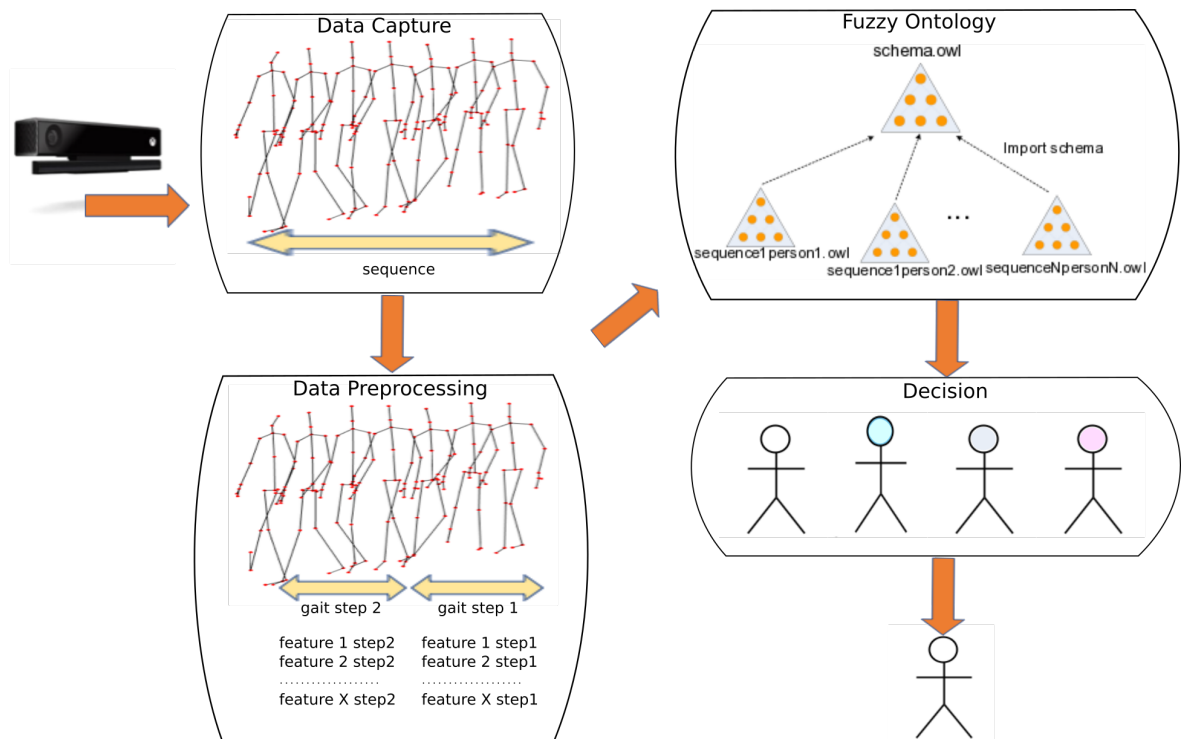 Data Capture
sequence
Data Preprocessing
gait step 2
gait step 1
feature 1 step2
feature 1 step1
feature 2 step2
feature 2 step1
...................
...................
feature X step2
feature X step1
Fuzzy Ontology
schema.owl
Import schema
...
sequence1person1.owl
sequence1person2.owl
sequenceNpersonN.owl
Decision